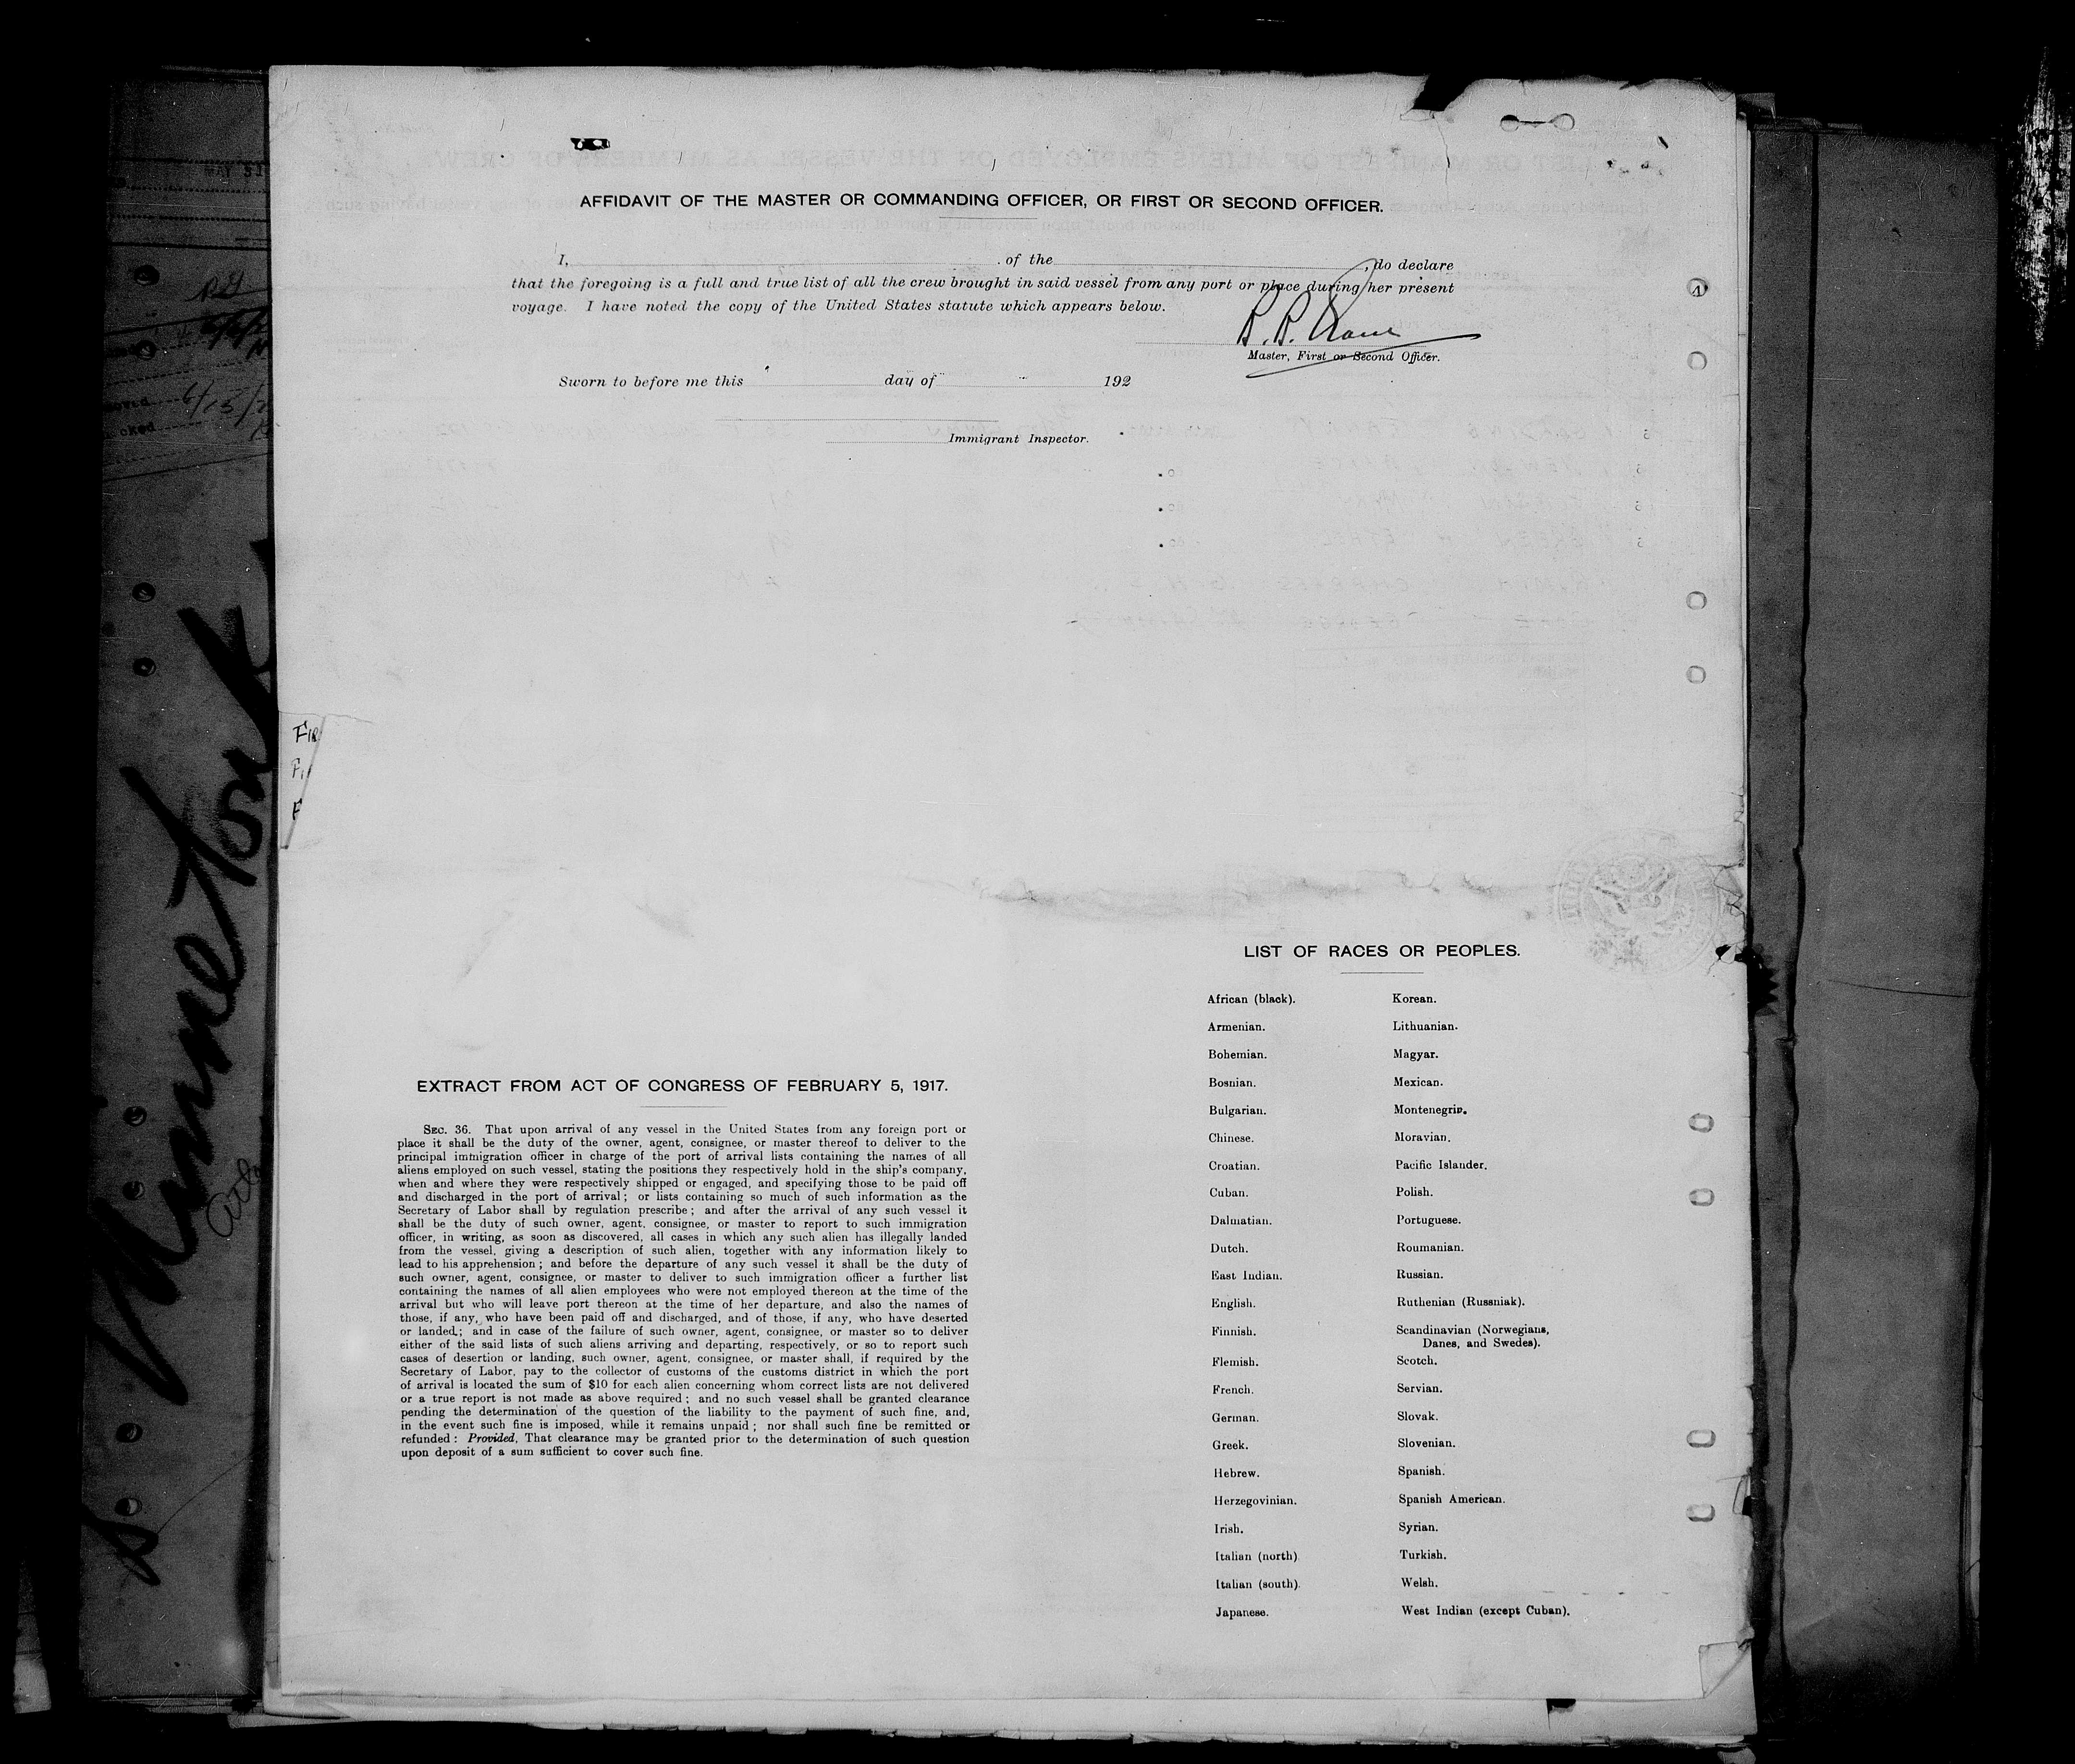 AFFIDAVIT OF THE MASTER OR COMMANDING OFFICER, OR FIRST OR SECOND OFFICER.
I, of the , do declare
that the foregoing is a full and true list of all the crew brought in said vessel from any port or place during her present
voyage. I have noted the copy of the United States statute which appears below.
Master, First or Second Officer.
Sworn to before me this day of 192
Immigrant Inspector.
FIR
F
S. Minnetonk
EXTRACT FROM ACT OF CONGRESS OF FEBRUARY 5, 1917.
SEC. 36. That upon arrival of any vessel in the United States from any foreign port or
place it shall be the duty of the owner, agent, consignee, or master thereof to deliver to the
principal immigration officer in charge of the port of arrival lists containing the names of all
aliens employed on such vessel, stating the positions they respectively hold in the ship's company,
when and where they were respectively shipped or engaged, and specifying those to be paid off
and discharged in the port of arrival; or lists containing so much of such information as the
Secretary of Labor shall by regulation prescribe; and after the arrival of any such vessel it
shall be the duty of such owner, agent, consignee, or master to report to such immigration
officer, in writing, as soon as discovered, all cases in which any such alien has illegally landed
from the vessel, giving a description of such alien, together with any information likely to
lead to his apprehension; and before the departure of any such vessel it shall be the duty of
such owner, agent, consignee, or master to deliver to such immigration officer a further list
containing the names of all alien employees who were not employed thereon at the time of the
arrival but who will leave port thereon at the time of her departure, and also the names of
those, if any, who have been paid off and discharged, and of those, if any, who have deserted
or landed; and in case of the failure of such owner, agent, consignee, or master so to deliver
either of the said lists of such aliens arriving and departing, respectively, or so to report such
cases of desertion or landing, such owner, agent, consignee, or master shall, if required by the
Secretary of Labor, pay to the collector of customs of the customs district in which the port
of arrival is located the sum of $10 for each alien concerning whom correct lists are not delivered
or a true report is not made as above required; and no such vessel shall be granted clearance
pending the determination of the question of the liability to the payment of such fine, and,
in the event such fine is imposed, while it remains unpaid; nor shall such fine be remitted or
refunded: Provided, That clearance may be granted prior to the determination of such question
upon deposit of a sum sufficient to cover such fine.
LIST OF RACES OR PEOPLES.
African (black).
Armenian.
Bohemian.
Bosnian.
Bulgarian.
Chinese.
Croatian.
Cuban.
Dalmatian.
Dutch.
East Indian.
English.
Finnish.
Flemish.
French.
German.
Greek.
Hebrew.
Herzegovinian.
Irish.
Italian (north)
Italian (south).
Japanese.
Korean.
Lithuanian.
Magyar.
Mexican.
Montenegrin.
Moravian.
Pacific Islander.
Polish.
Portuguese.
Roumanian.
Russian.
Ruthenian (Russniak).
Scandinavian (Norwegians,
Danes, and Swedes).
Scotch.
Servian.
Slovak.
Slovenian.
Spanish.
Spanish American.
Syrian.
Turkish.
Welsh.
West Indian (except Cuban).